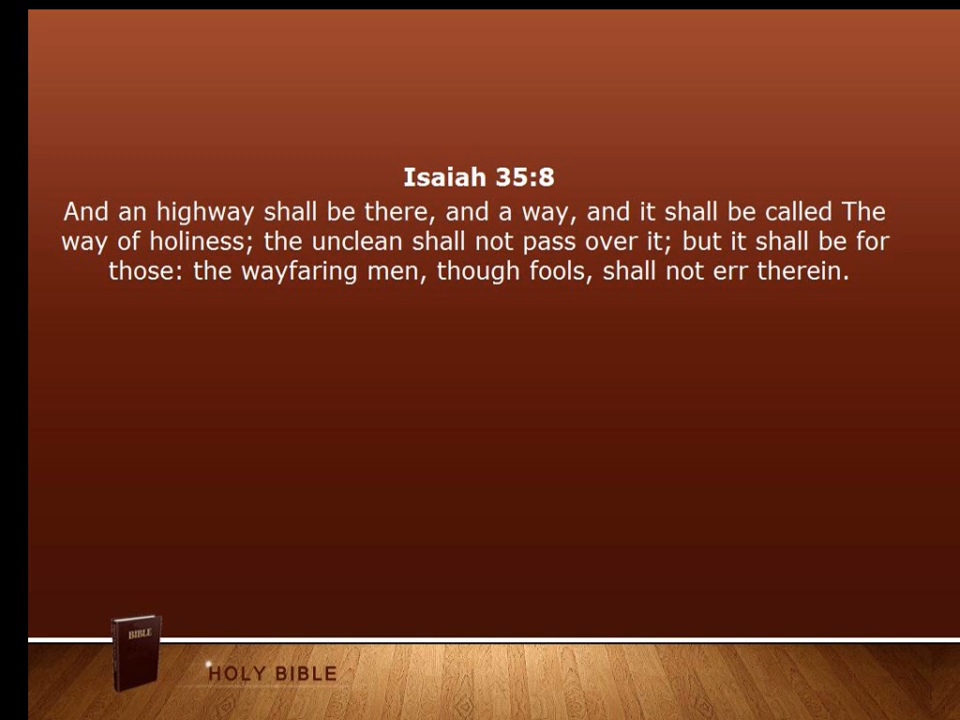 Isaiah 35:8
And an highway shall be there, and a way, and it shall be called The
way of holiness; the unclean shall not pass over it; but it shall be for
those: the wayfaring men, though fools, shall not err therein.
BIBLE
HOLY BIBLE